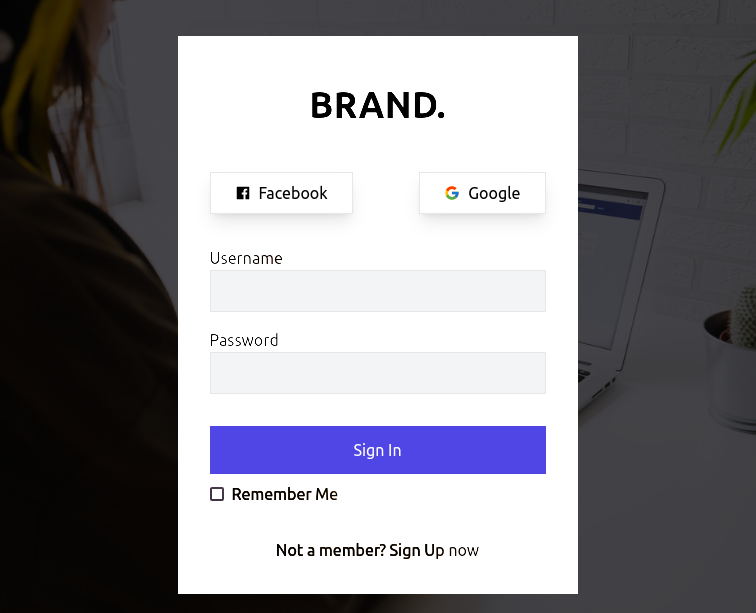 BRAND.
Facebook
Google
Username
Password
Sign In
Remember Me
Not a member? Sign Up now